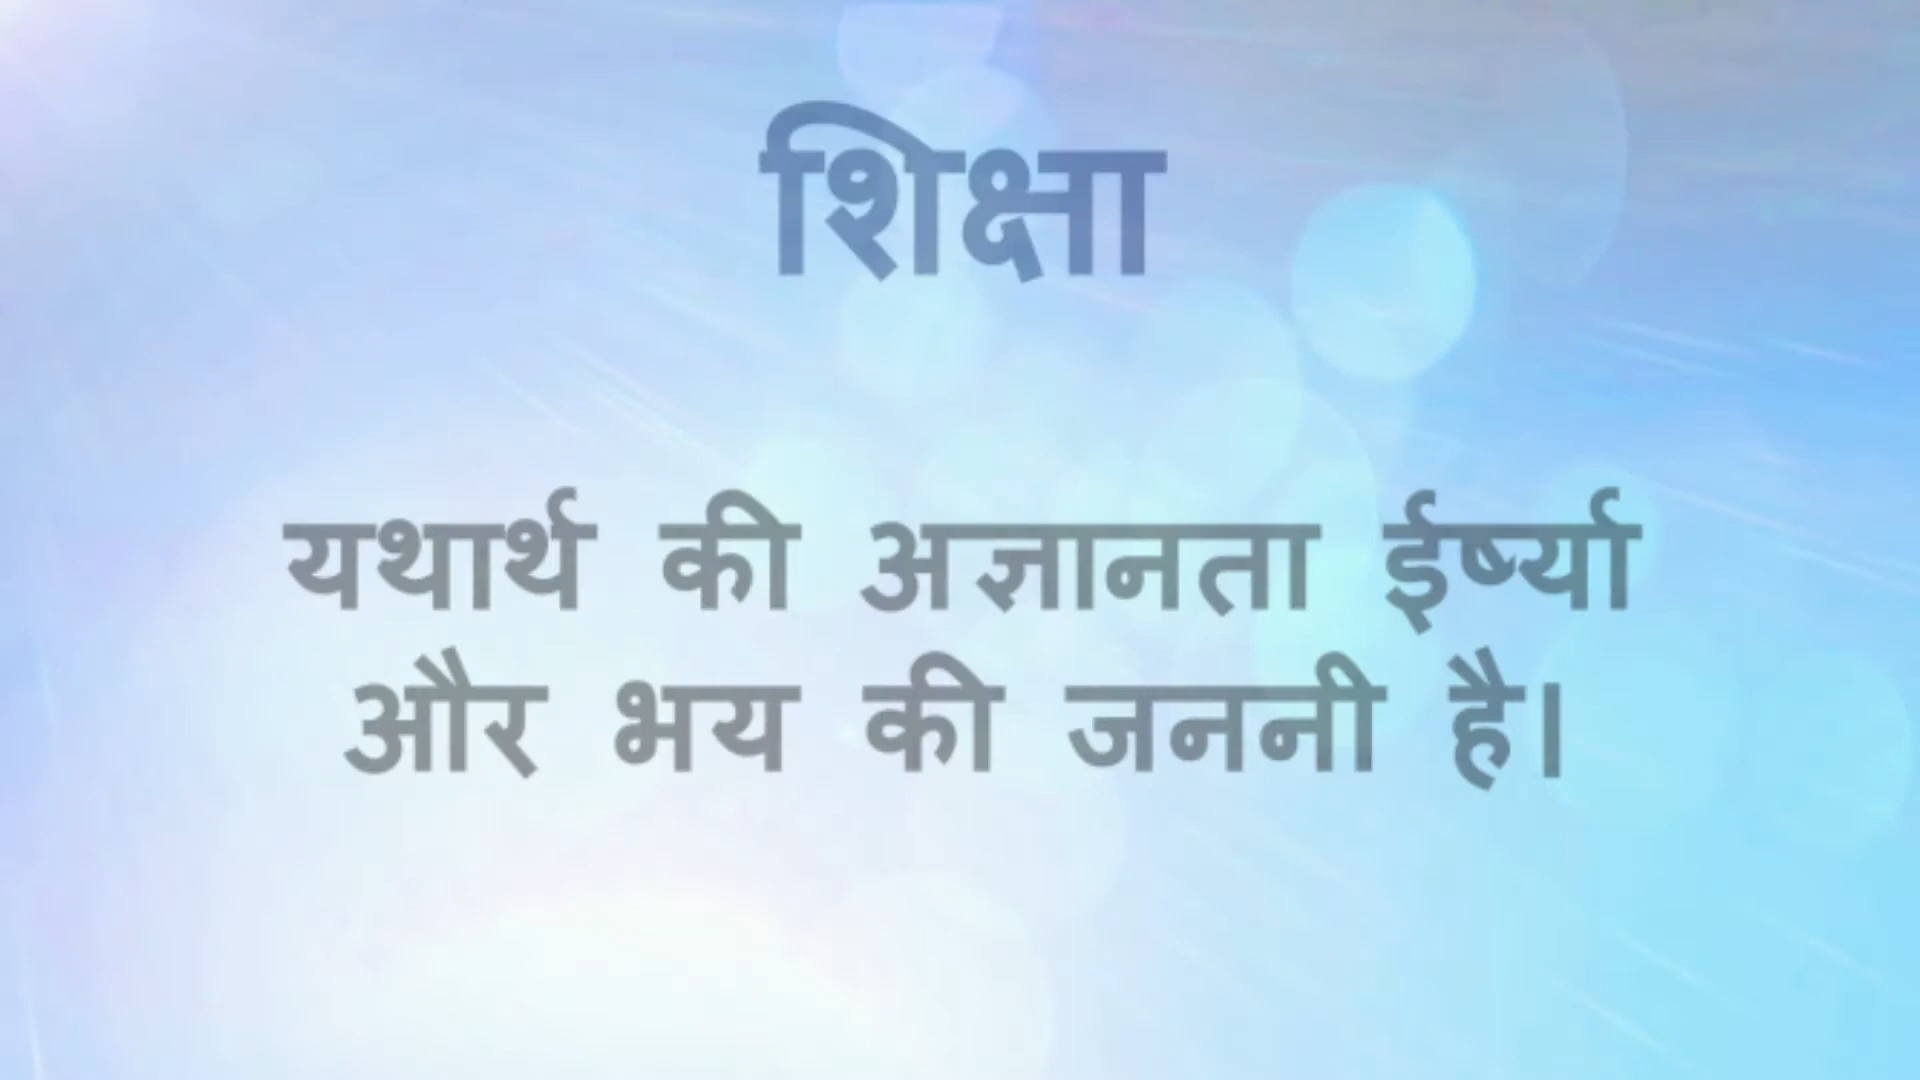 शिक्षा
यथार्थ की अज्ञानता ईर्ष्या
और भय की जननी है।